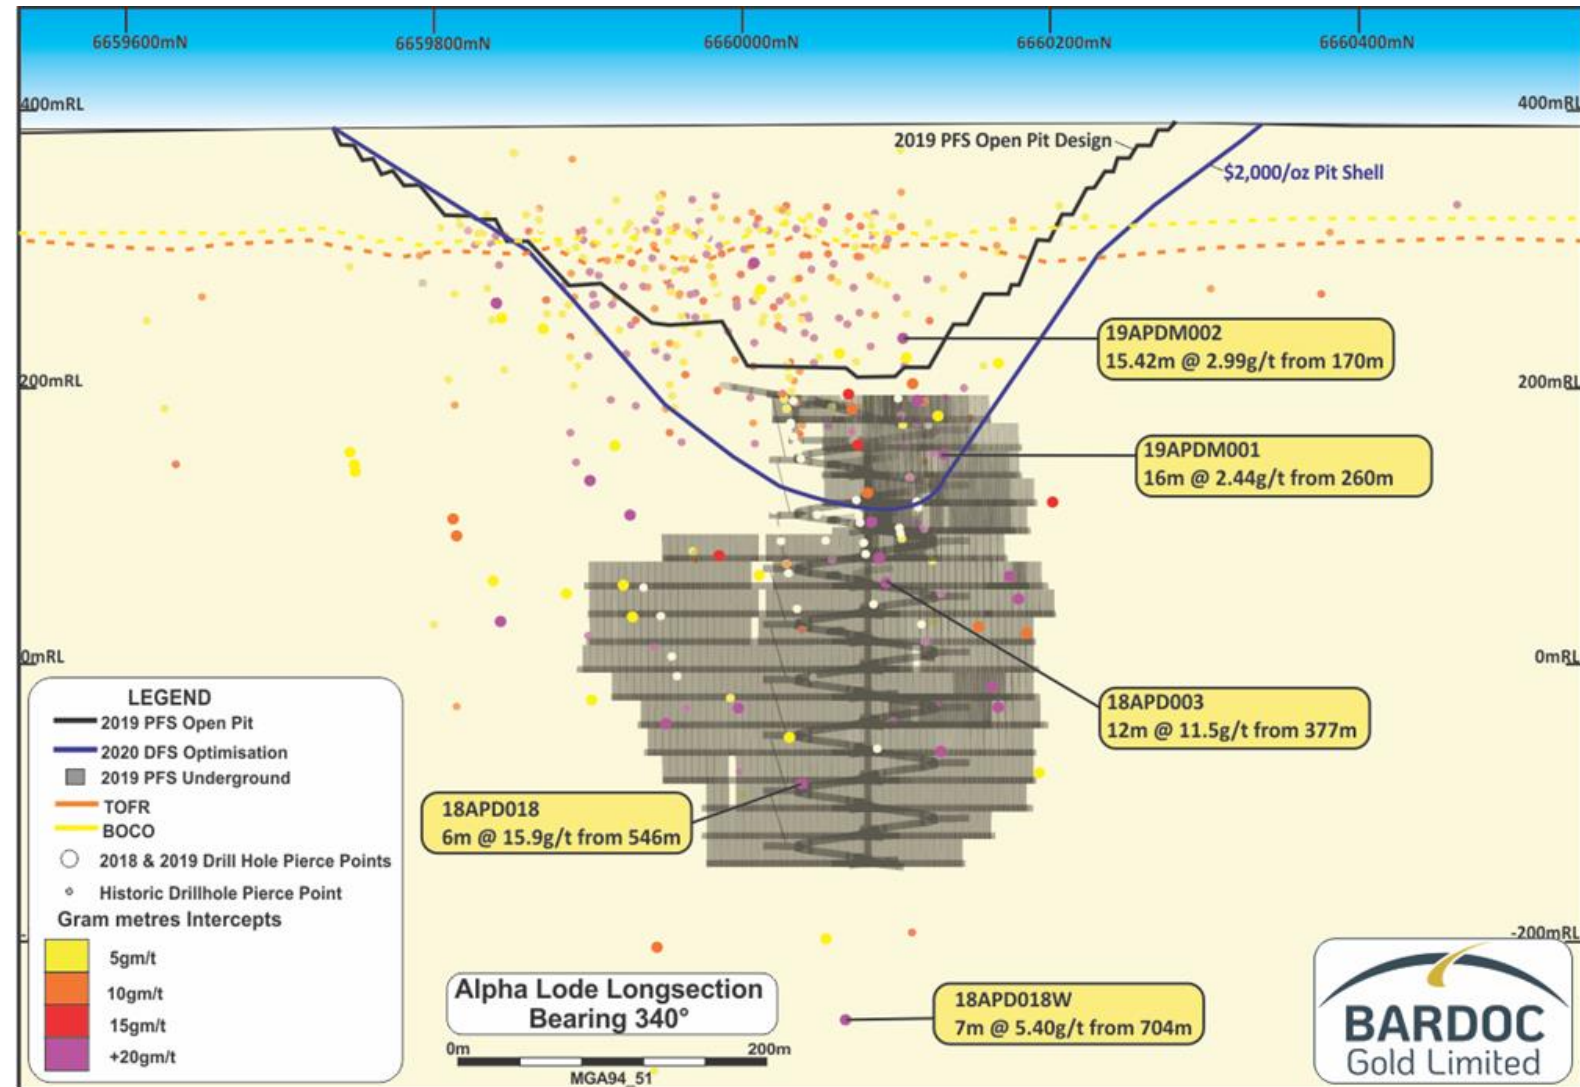 6659600mN
6659800mN
6660000mN
6660200mN
6660400mN
400mRL
400mRL
2019 PFS Open Pit Design
$2,000/oz Pit Shell
19APDM002
15.42m @ 2.99g/t from 170m
200mRL
200mRL
19APDM001
16m @ 2.44g/t from 260m
0mRL
0mRL
18APD003
12m @ 11.5g/t from 377m
18APD018
6m @ 15.9g/t from 546m
LEGEND
2019 PFS Open Pit
2020 DFS Optimisation
2019 PFS Underground
TOFR
BOCO
2018 & 2019 Drill Hole Pierce Points
Historic Drillhole Pierce Point
Gram metres Intercepts
5gm/t
10gm/t
15gm/t
+20gm/t
-200mRL
Alpha Lode Longsection
Bearing 340°
0m
200m
MGA94_51
18APD018W
7m @ 5.40g/t from 704m
BARDOC
Gold Limited